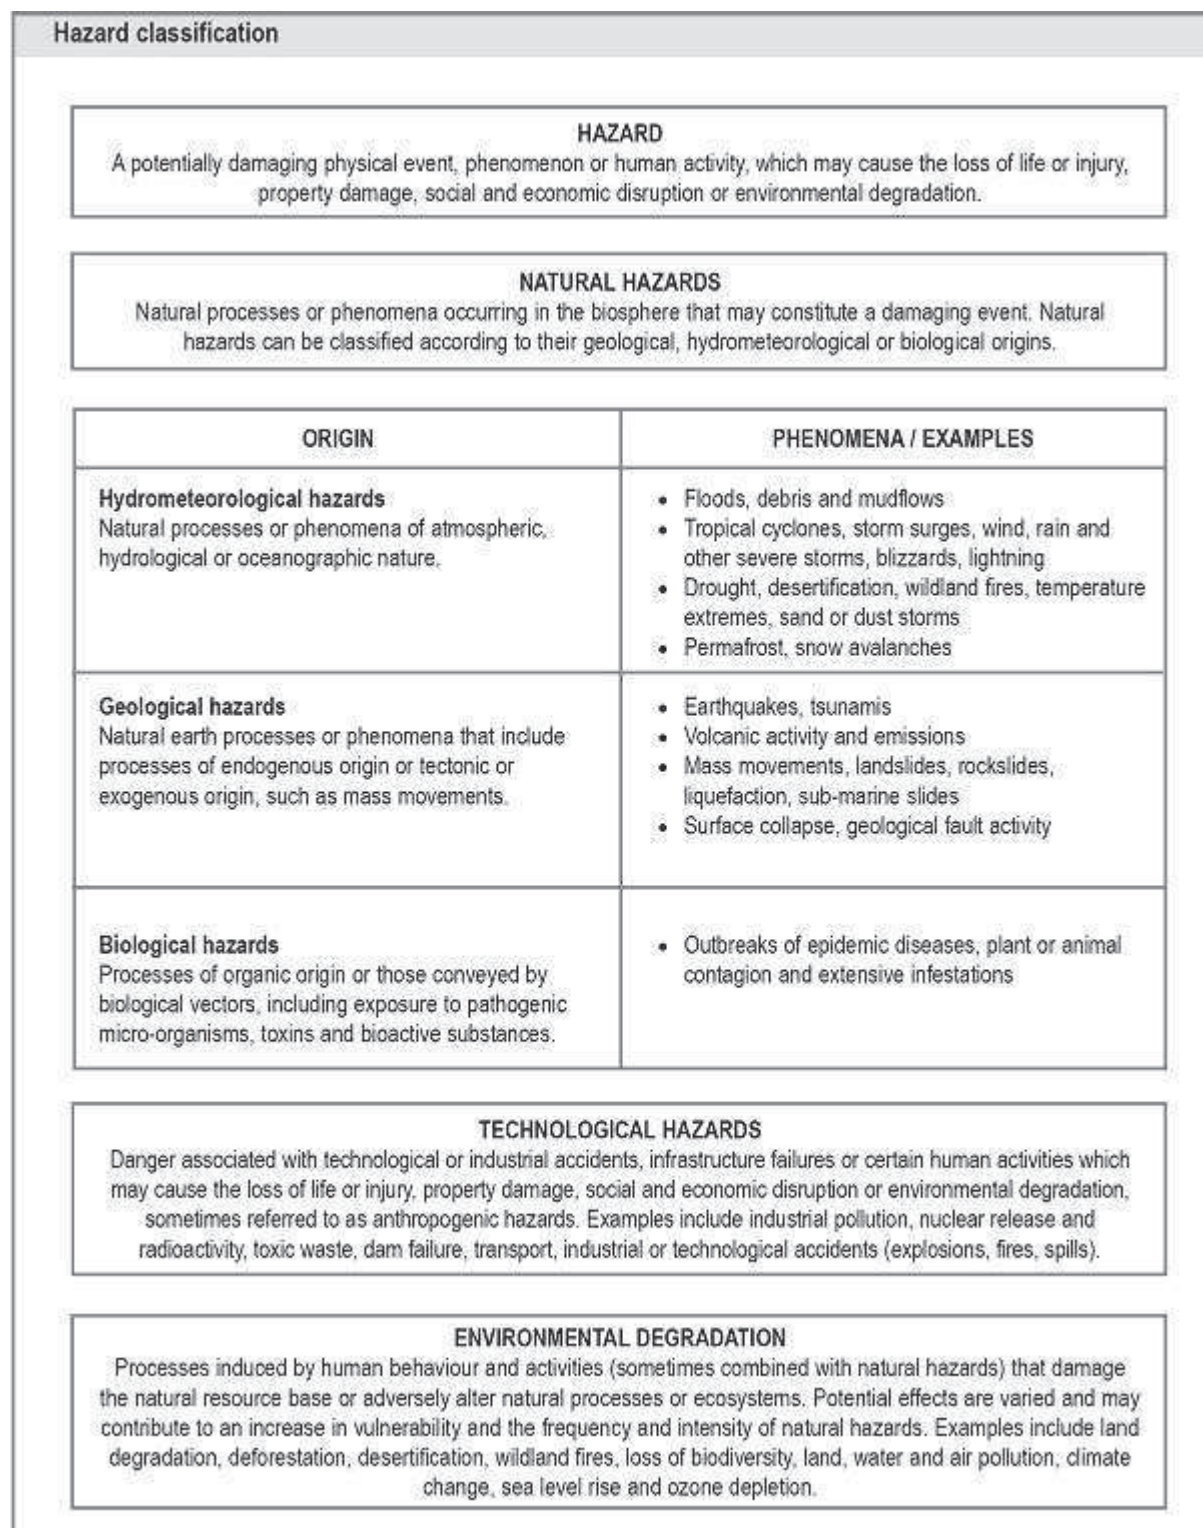 Hazard classification
HAZARD
A potentially damaging physical event, phenomenon or human activity, which may cause the loss of life or injury,
property damage, social and economic disruption or environmental degradation.
NATURAL HAZARDS
Natural processes or phenomena occurring in the biosphere that may constitute a damaging event. Natural
hazards can be classified according to their geological, hydrometeorological or biological origins.
ORIGIN
PHENOMENA / EXAMPLES
Hydrometeorological hazards
Natural processes or phenomena of atmospheric,
hydrological or oceanographic nature.
• Floods, debris and mudflows
• Tropical cyclones, storm surges, wind, rain and
other severe storms, blizzards, lightning
• Drought, desertification, wildland fires, temperature
extremes, sand or dust storms
• Permafrost, snow avalanches
Geological hazards
Natural earth processes or phenomena that include
processes of endogenous origin or tectonic or
exogenous origin, such as mass movements.
• Earthquakes, tsunamis
• Volcanic activity and emissions
• Mass movements, landslides, rockslides,
liquefaction, sub-marine slides
• Surface collapse, geological fault activity
Biological hazards
Processes of organic origin or those conveyed by
biological vectors, including exposure to pathogenic
micro-organisms, toxins and bioactive substances.
• Outbreaks of epidemic diseases, plant or animal
contagion and extensive infestations
TECHNOLOGICAL HAZARDS
Danger associated with technological or industrial accidents, infrastructure failures or certain human activities which
may cause the loss of life or injury, property damage, social and economic disruption or environmental degradation,
sometimes referred to as anthropogenic hazards. Examples include industrial pollution, nuclear release and
radioactivity, toxic waste, dam failure, transport, industrial or technological accidents (explosions, fires, spills).
ENVIRONMENTAL DEGRADATION
Processes induced by human behaviour and activities (sometimes combined with natural hazards) that damage
the natural resource base or adversely alter natural processes or ecosystems. Potential effects are varied and may
contribute to an increase in vulnerability and the frequency and intensity of natural hazards. Examples include land
degradation, deforestation, desertification, wildland fires, loss of biodiversity, land, water and air pollution, climate
change, sea level rise and ozone depletion.